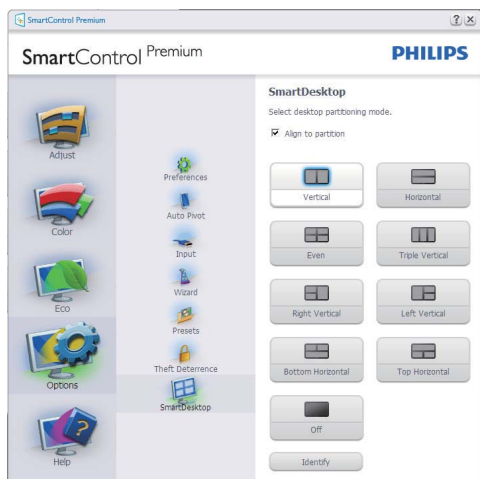 SmartControl Premium
? ×
SmartControl Premium
PHILIPS
Adjust
Color
Eco
Options
Help
Preferences
Auto Pivot
Input
Wizard
Presets
Theft Deterrence
SmartDesktop
SmartDesktop
Select desktop partitioning mode.
Align to partition
Vertical
Horizontal
Even
Triple Vertical
Right Vertical
Left Vertical
Bottom Horizontal
Top Horizontal
Off
Identify